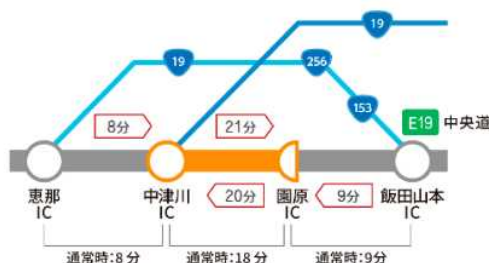 19
19
256
153
E19 中央道
8分
21分
20分
9分
恵那
IC
中津川
IC
園原
IC
飯田山本
IC
通常時:8分
通常時:18分
通常時:9分